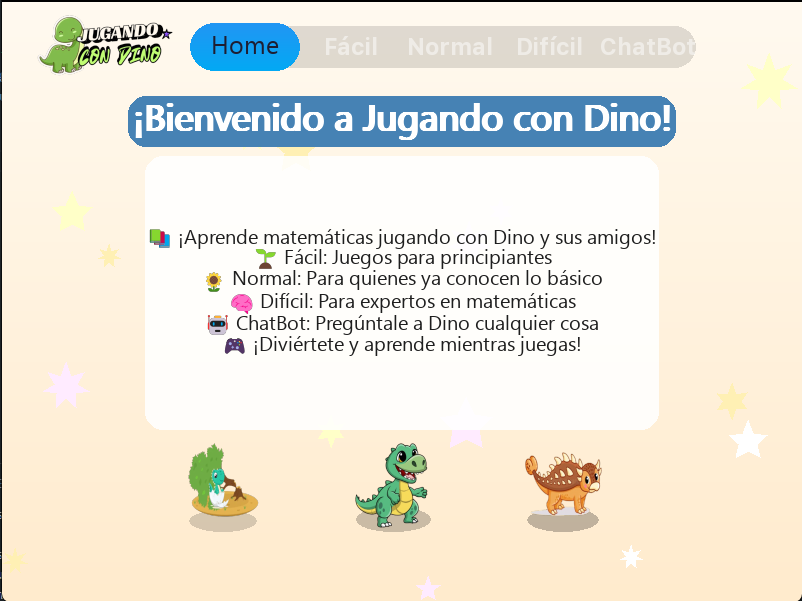 JUGANDO
CON DINO
Home
Fácil
Normal
Difícil
ChatBot
¡Bienvenido a Jugando con Dino!
¡Aprende matemáticas jugando con Dino y sus amigos!
Fácil: Juegos para principiantes
Normal: Para quienes ya conocen lo básico
Difícil: Para expertos en matemáticas
ChatBot: Pregúntale a Dino cualquier cosa
¡Diviértete y aprende mientras juegas!